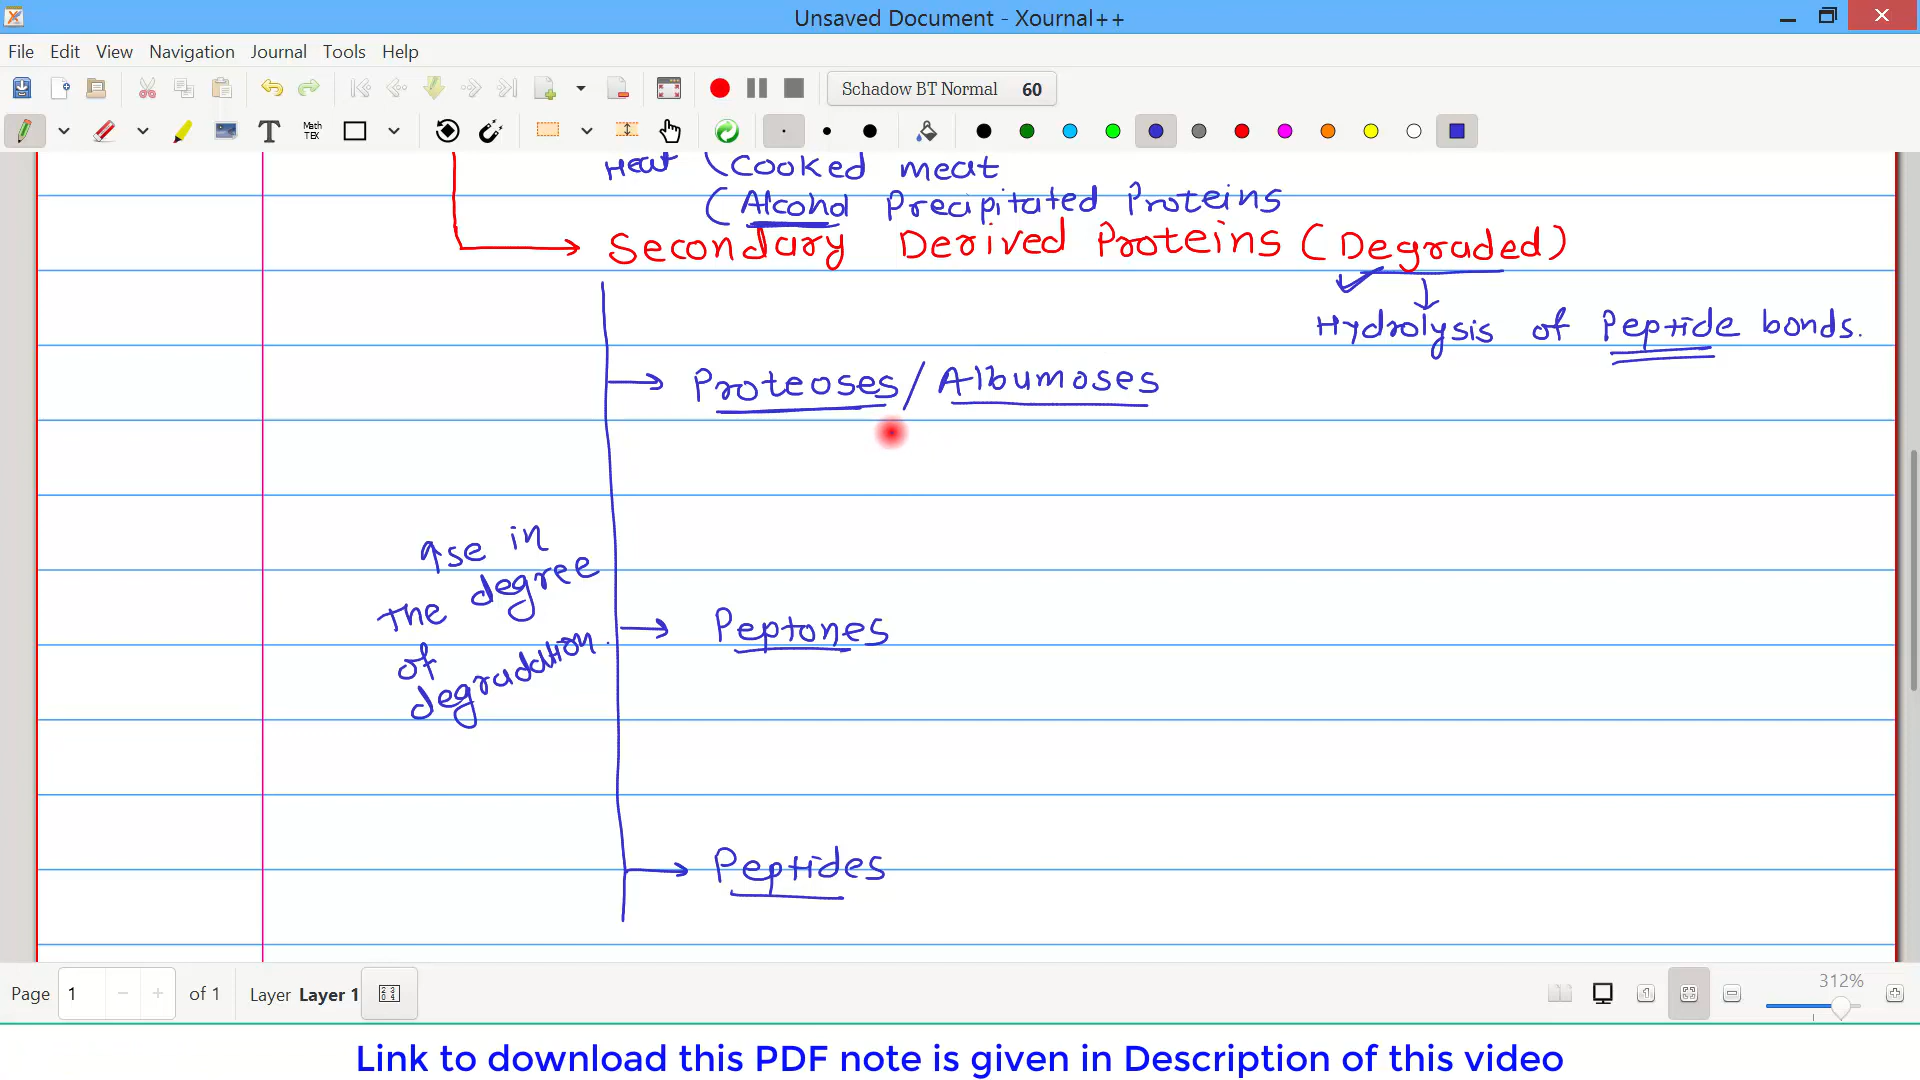 Unsaved Document - Xournal++
File Edit View Navigation Journal Tools Help
Schadow BT Normal 60
Math TEX
Heat (Cooked meat
(Alcohol Precipitated Proteins
Secondary Derived Proteins (Degraded)
Hydrolysis of Peptide bonds.
Proteoses/Albumoses
↑se in
the degree
of
degradation.
Peptones
Peptides
Page 1 of 1 Layer Layer 1
312%
Link to download this PDF note is given in Description of this video